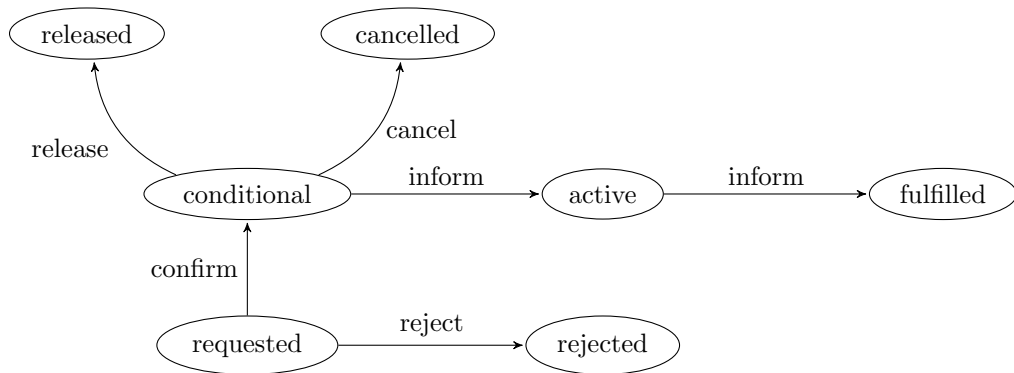 released
cancelled
release
cancel
conditional
inform
active
inform
fulfilled
confirm
requested
reject
rejected